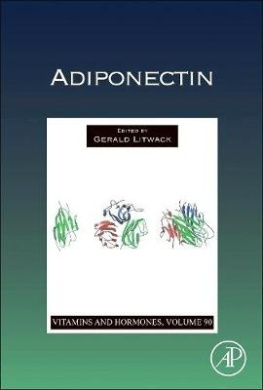 ADIPONECTIN
EDITED BY
GERALD LITWACK
VITAMINS AND HORMONES, VOLUME 90
AP